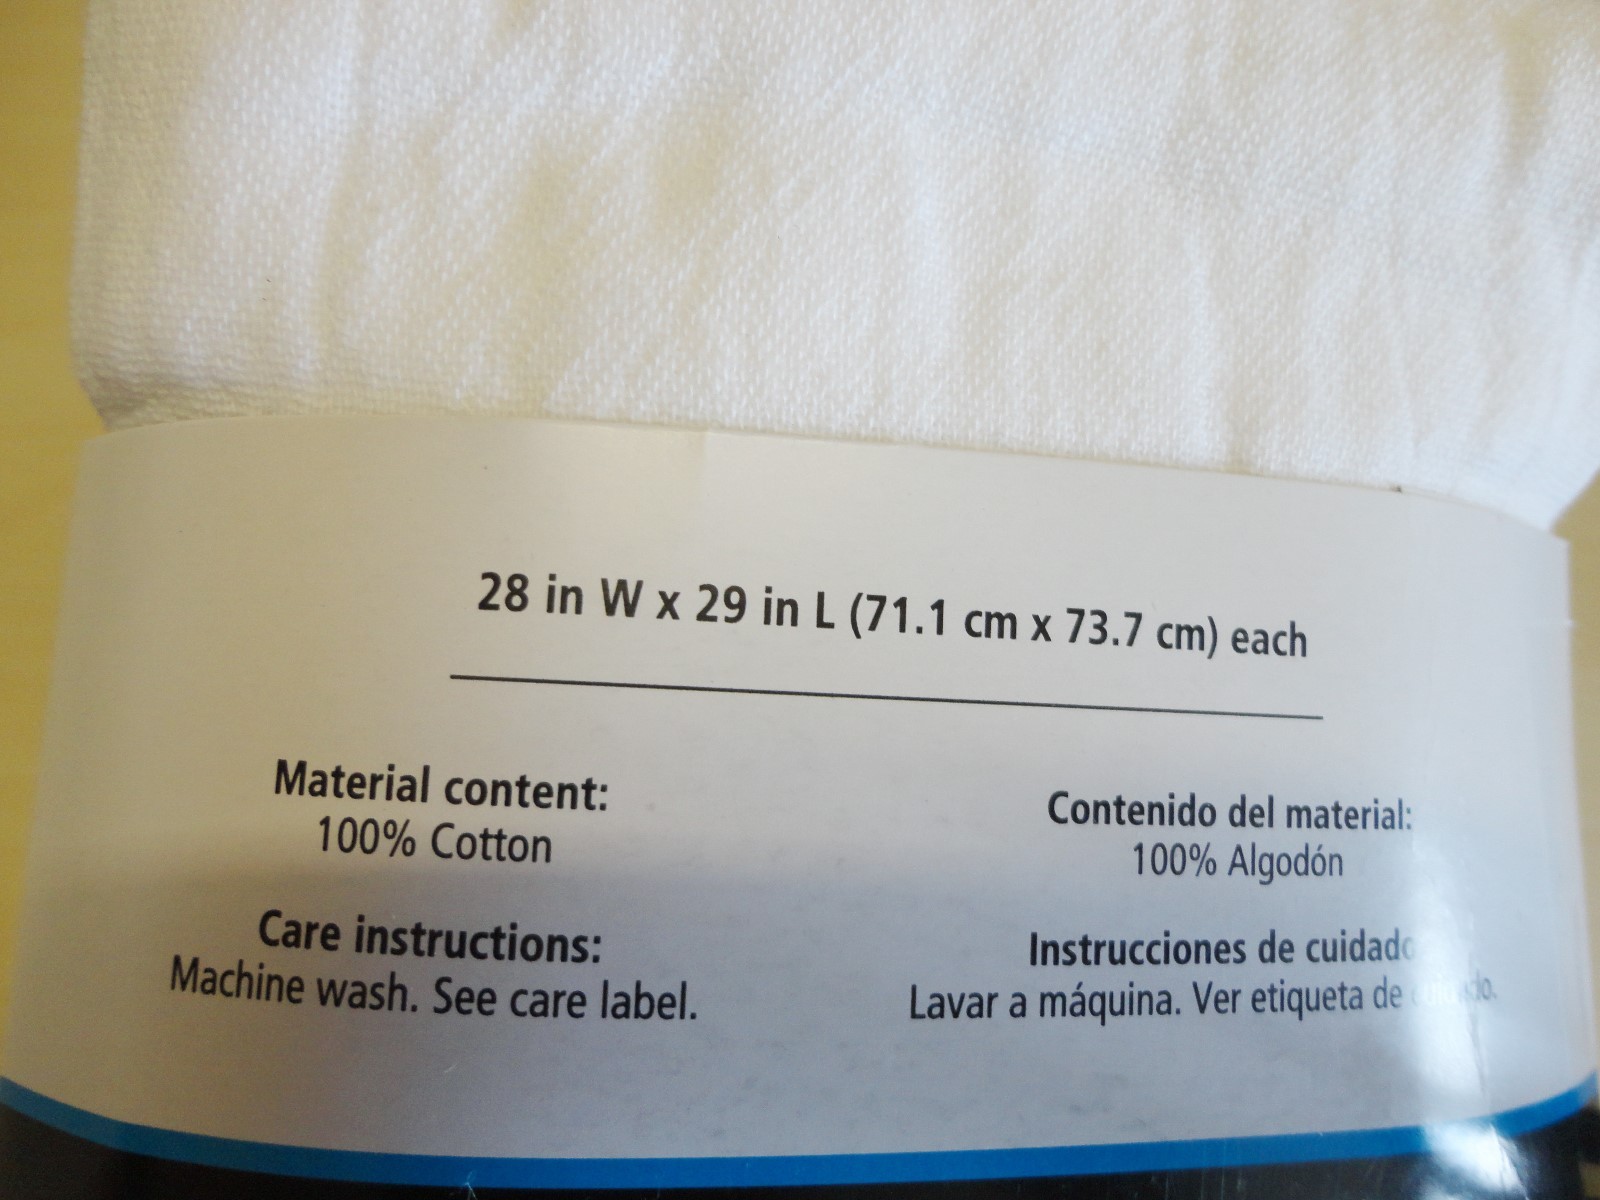 28 in W x 29 in L (71.1 cm x 73.7 cm) each
Material content:
100% Cotton
Care instructions:
Machine wash. See care label.
Contenido del material:
100% Algodón
Instrucciones de cuidado
Lavar a máquina. Ver etiqueta de cuidado.